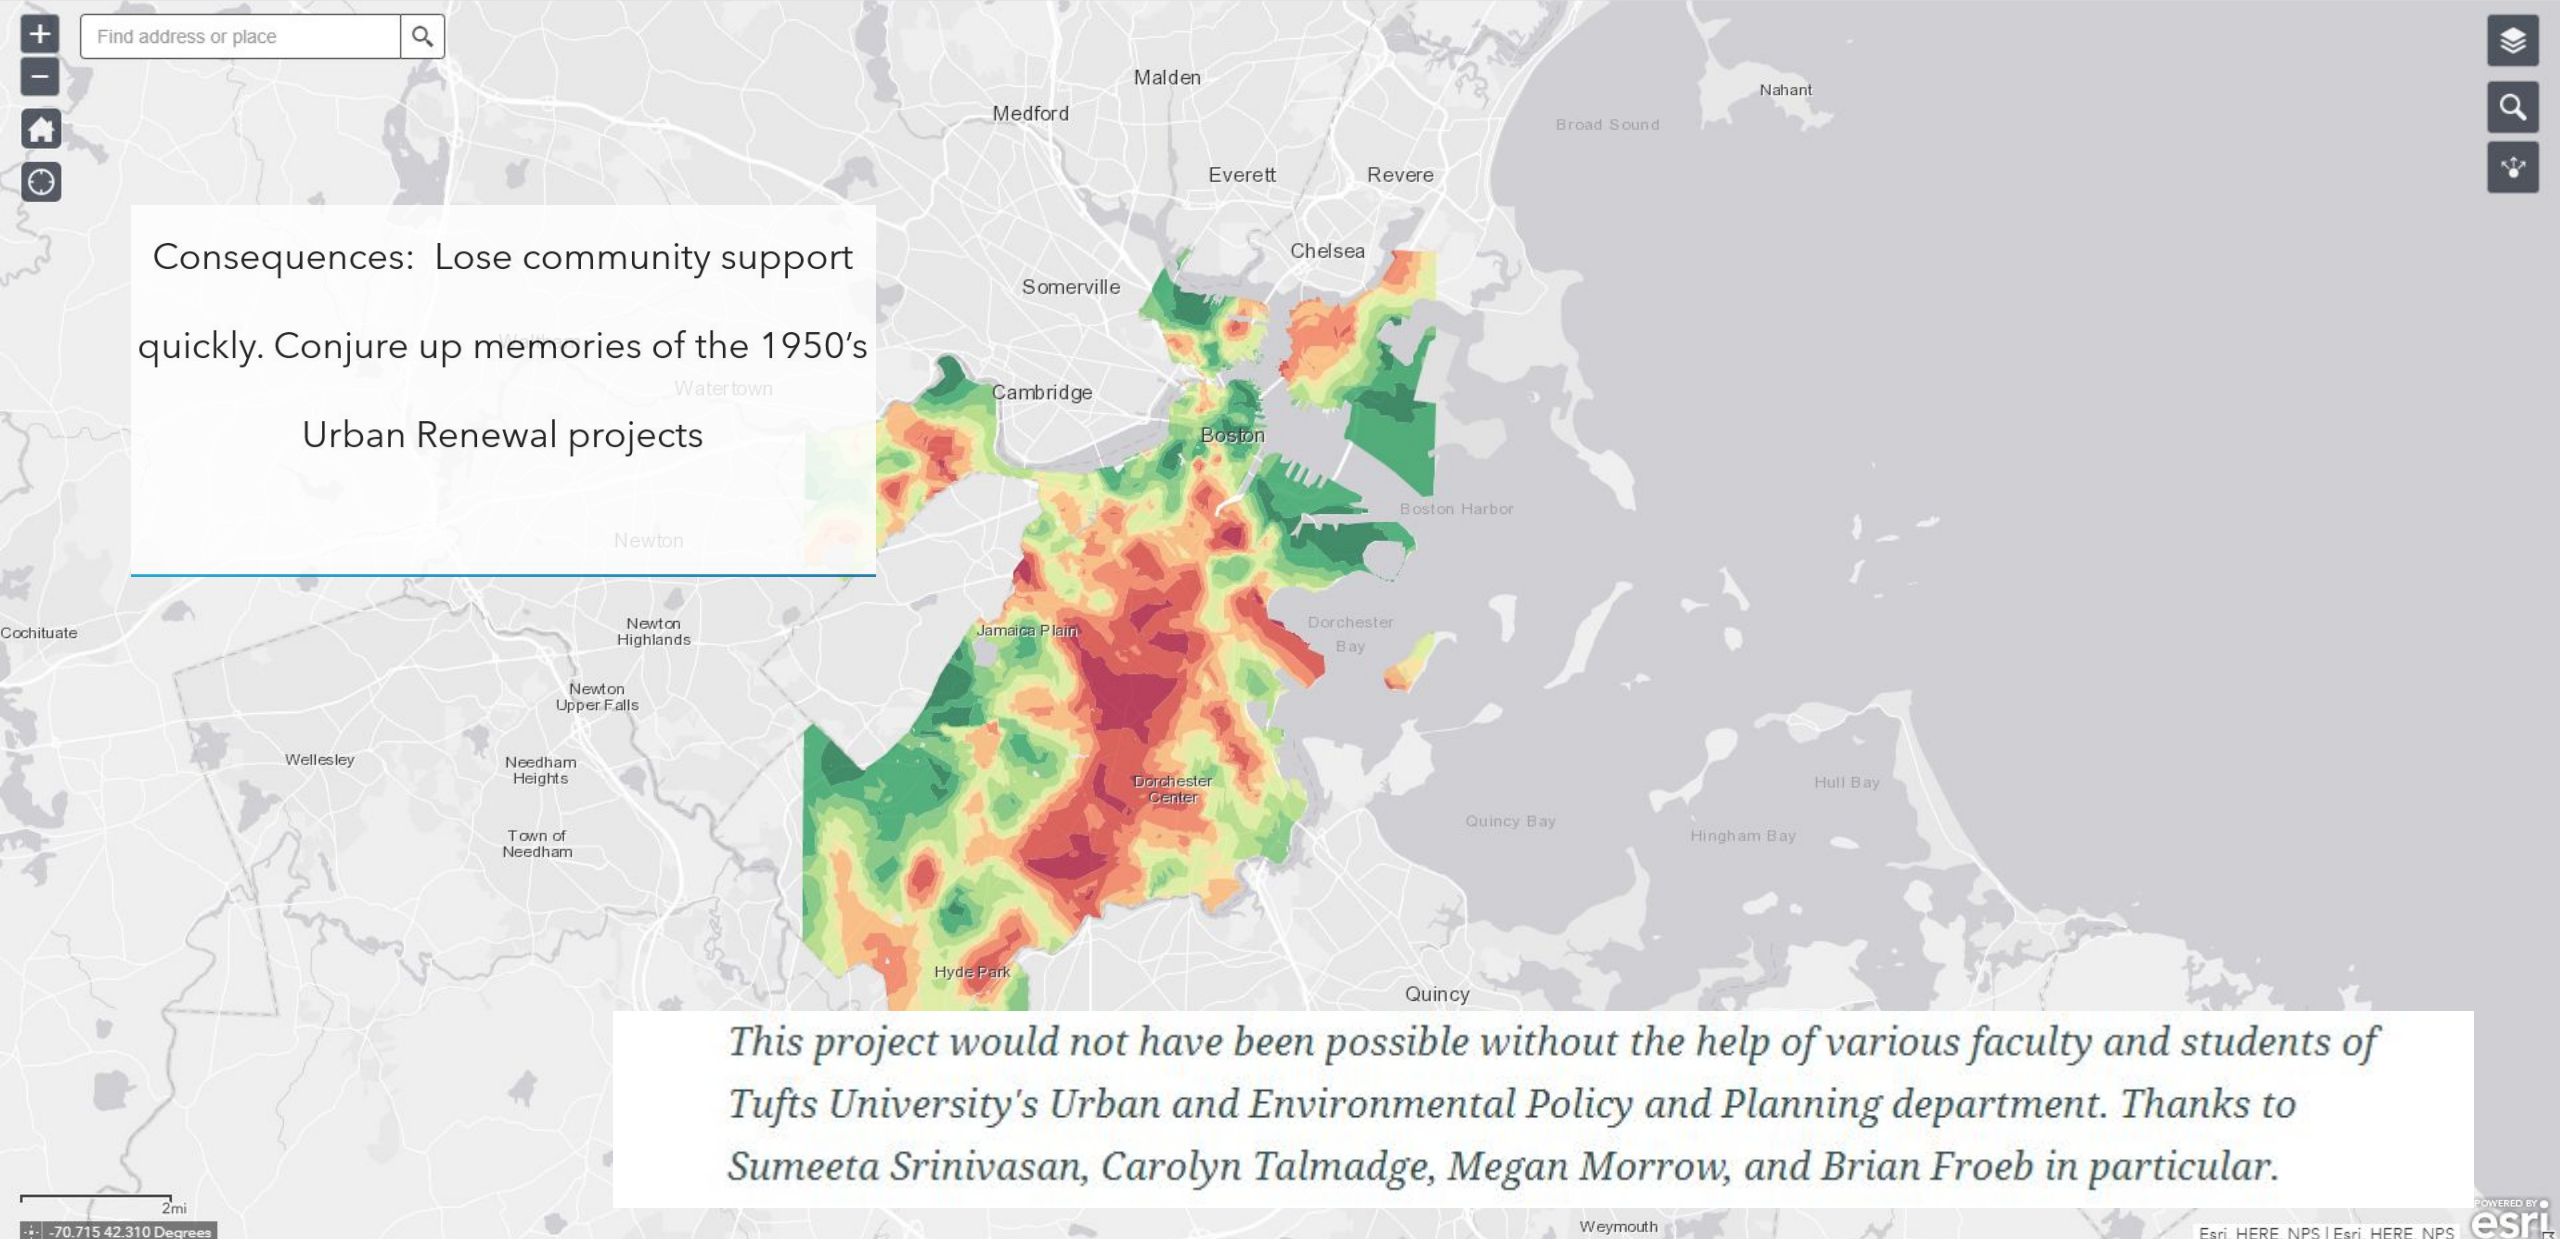 Find address or place
Malden
Nahant
Medford
Broad Sound
Everett
Revere
Consequences:  Lose community support
Chelsea
Somerville
quickly. Conjure up memories of the 1950’s
Watertown
Cambridge
Urban Renewal projects
Boston
Boston Harbor
Newton
Cochituate
Newton
Highlands
Jamaica Plain
Dorchester
Bay
Newton
Upper Falls
Wellesley
Needham
Heights
Dorchester
Center
Hull Bay
Quincy Bay
Hingham Bay
Town of
Needham
Hyde Park
Quincy
This project would not have been possible without the help of various faculty and students of
Tufts University's Urban and Environmental Policy and Planning department. Thanks to
Sumeeta Srinivasan, Carolyn Talmadge, Megan Morrow, and Brian Froeb in particular.
2mi
-70.715 42.310 Degrees
Weymouth
POWERED BY
esri
Esri, HERE, NPS | Esri, HERE, NPS